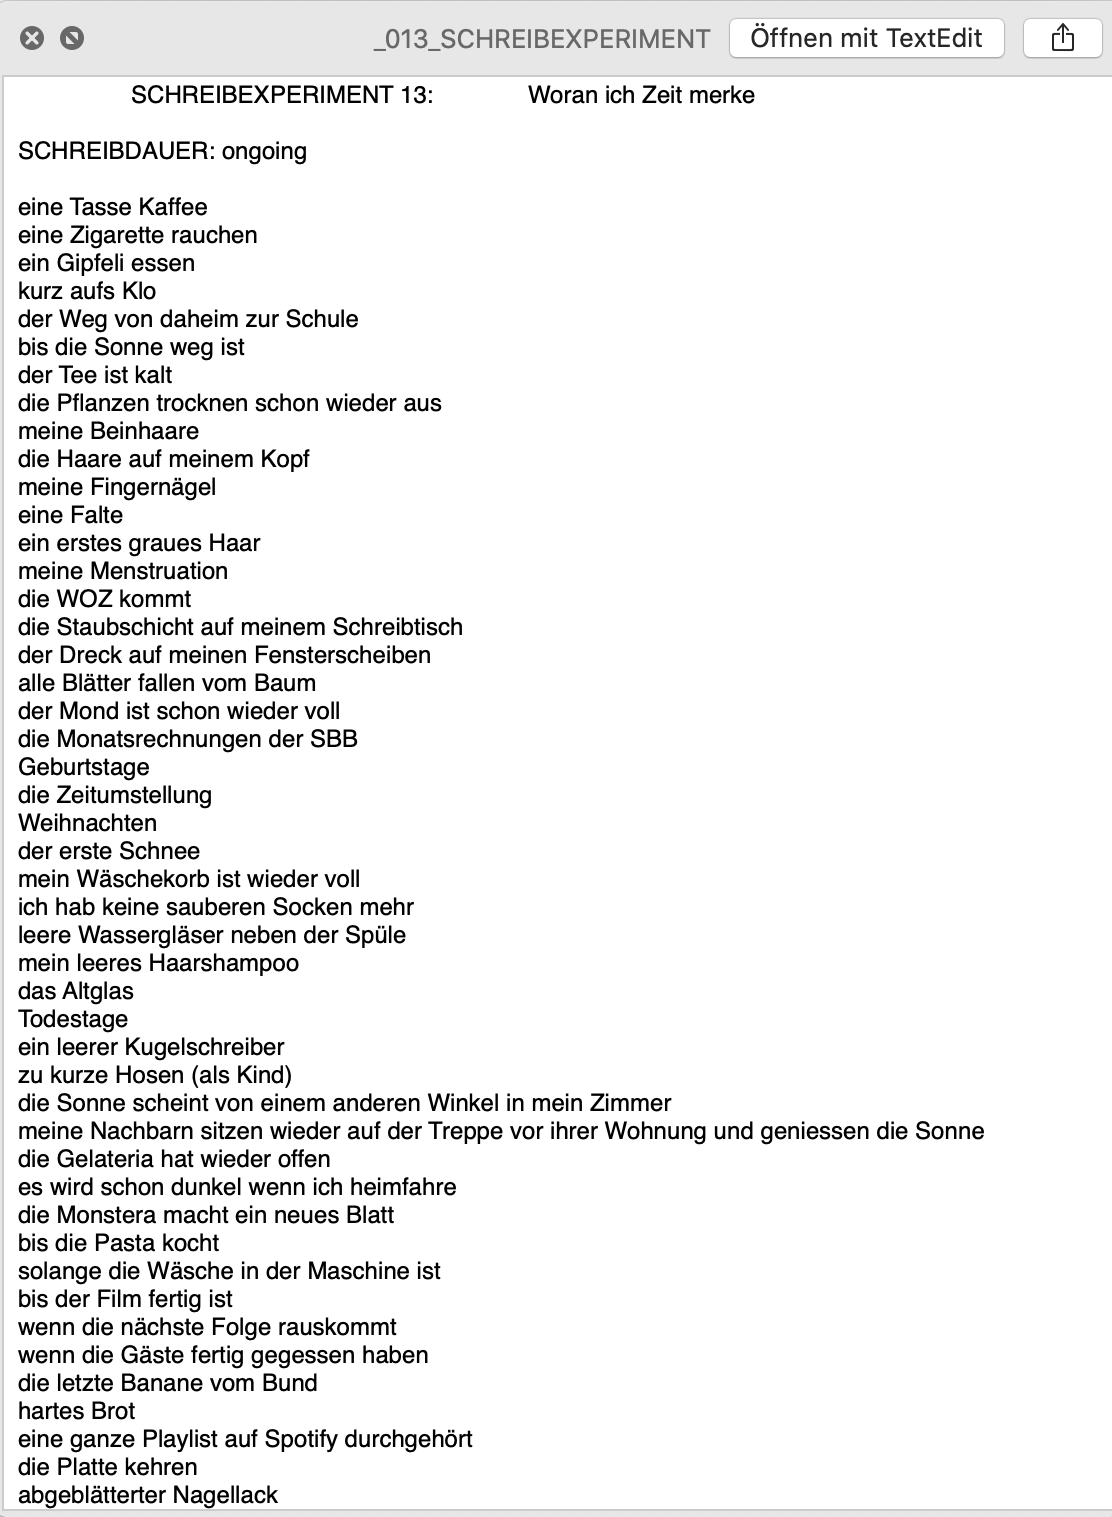 _013_SCHREIBEXPERIMENT Öffnen mit TextEdit
SCHREIBEXPERIMENT 13: Woran ich Zeit merke
SCHREIBDAUER: ongoing
eine Tasse Kaffee
eine Zigarette rauchen
ein Gipfeli essen
kurz aufs Klo
der Weg von daheim zur Schule
bis die Sonne weg ist
der Tee ist kalt
die Pflanzen trocknen schon wieder aus
meine Beinhaare
die Haare auf meinem Kopf
meine Fingernägel
eine Falte
ein erstes graues Haar
meine Menstruation
die WOZ kommt
die Staubschicht auf meinem Schreibtisch
der Dreck auf meinen Fensterscheiben
alle Blätter fallen vom Baum
der Mond ist schon wieder voll
die Monatsrechnungen der SBB
Geburtstage
die Zeitumstellung
Weihnachten
der erste Schnee
mein Wäschekorb ist wieder voll
ich hab keine sauberen Socken mehr
leere Wassergläser neben der Spüle
mein leeres Haarshampoo
das Altglas
Todestage
ein leerer Kugelschreiber
zu kurze Hosen (als Kind)
die Sonne scheint von einem anderen Winkel in mein Zimmer
meine Nachbarn sitzen wieder auf der Treppe vor ihrer Wohnung und geniessen die Sonne
die Gelateria hat wieder offen
es wird schon dunkel wenn ich heimfahre
die Monstera macht ein neues Blatt
bis die Pasta kocht
solange die Wäsche in der Maschine ist
bis der Film fertig ist
wenn die nächste Folge rauskommt
wenn die Gäste fertig gegessen haben
die letzte Banane vom Bund
hartes Brot
eine ganze Playlist auf Spotify durchgehört
die Platte kehren
abgeblätterter Nagellack